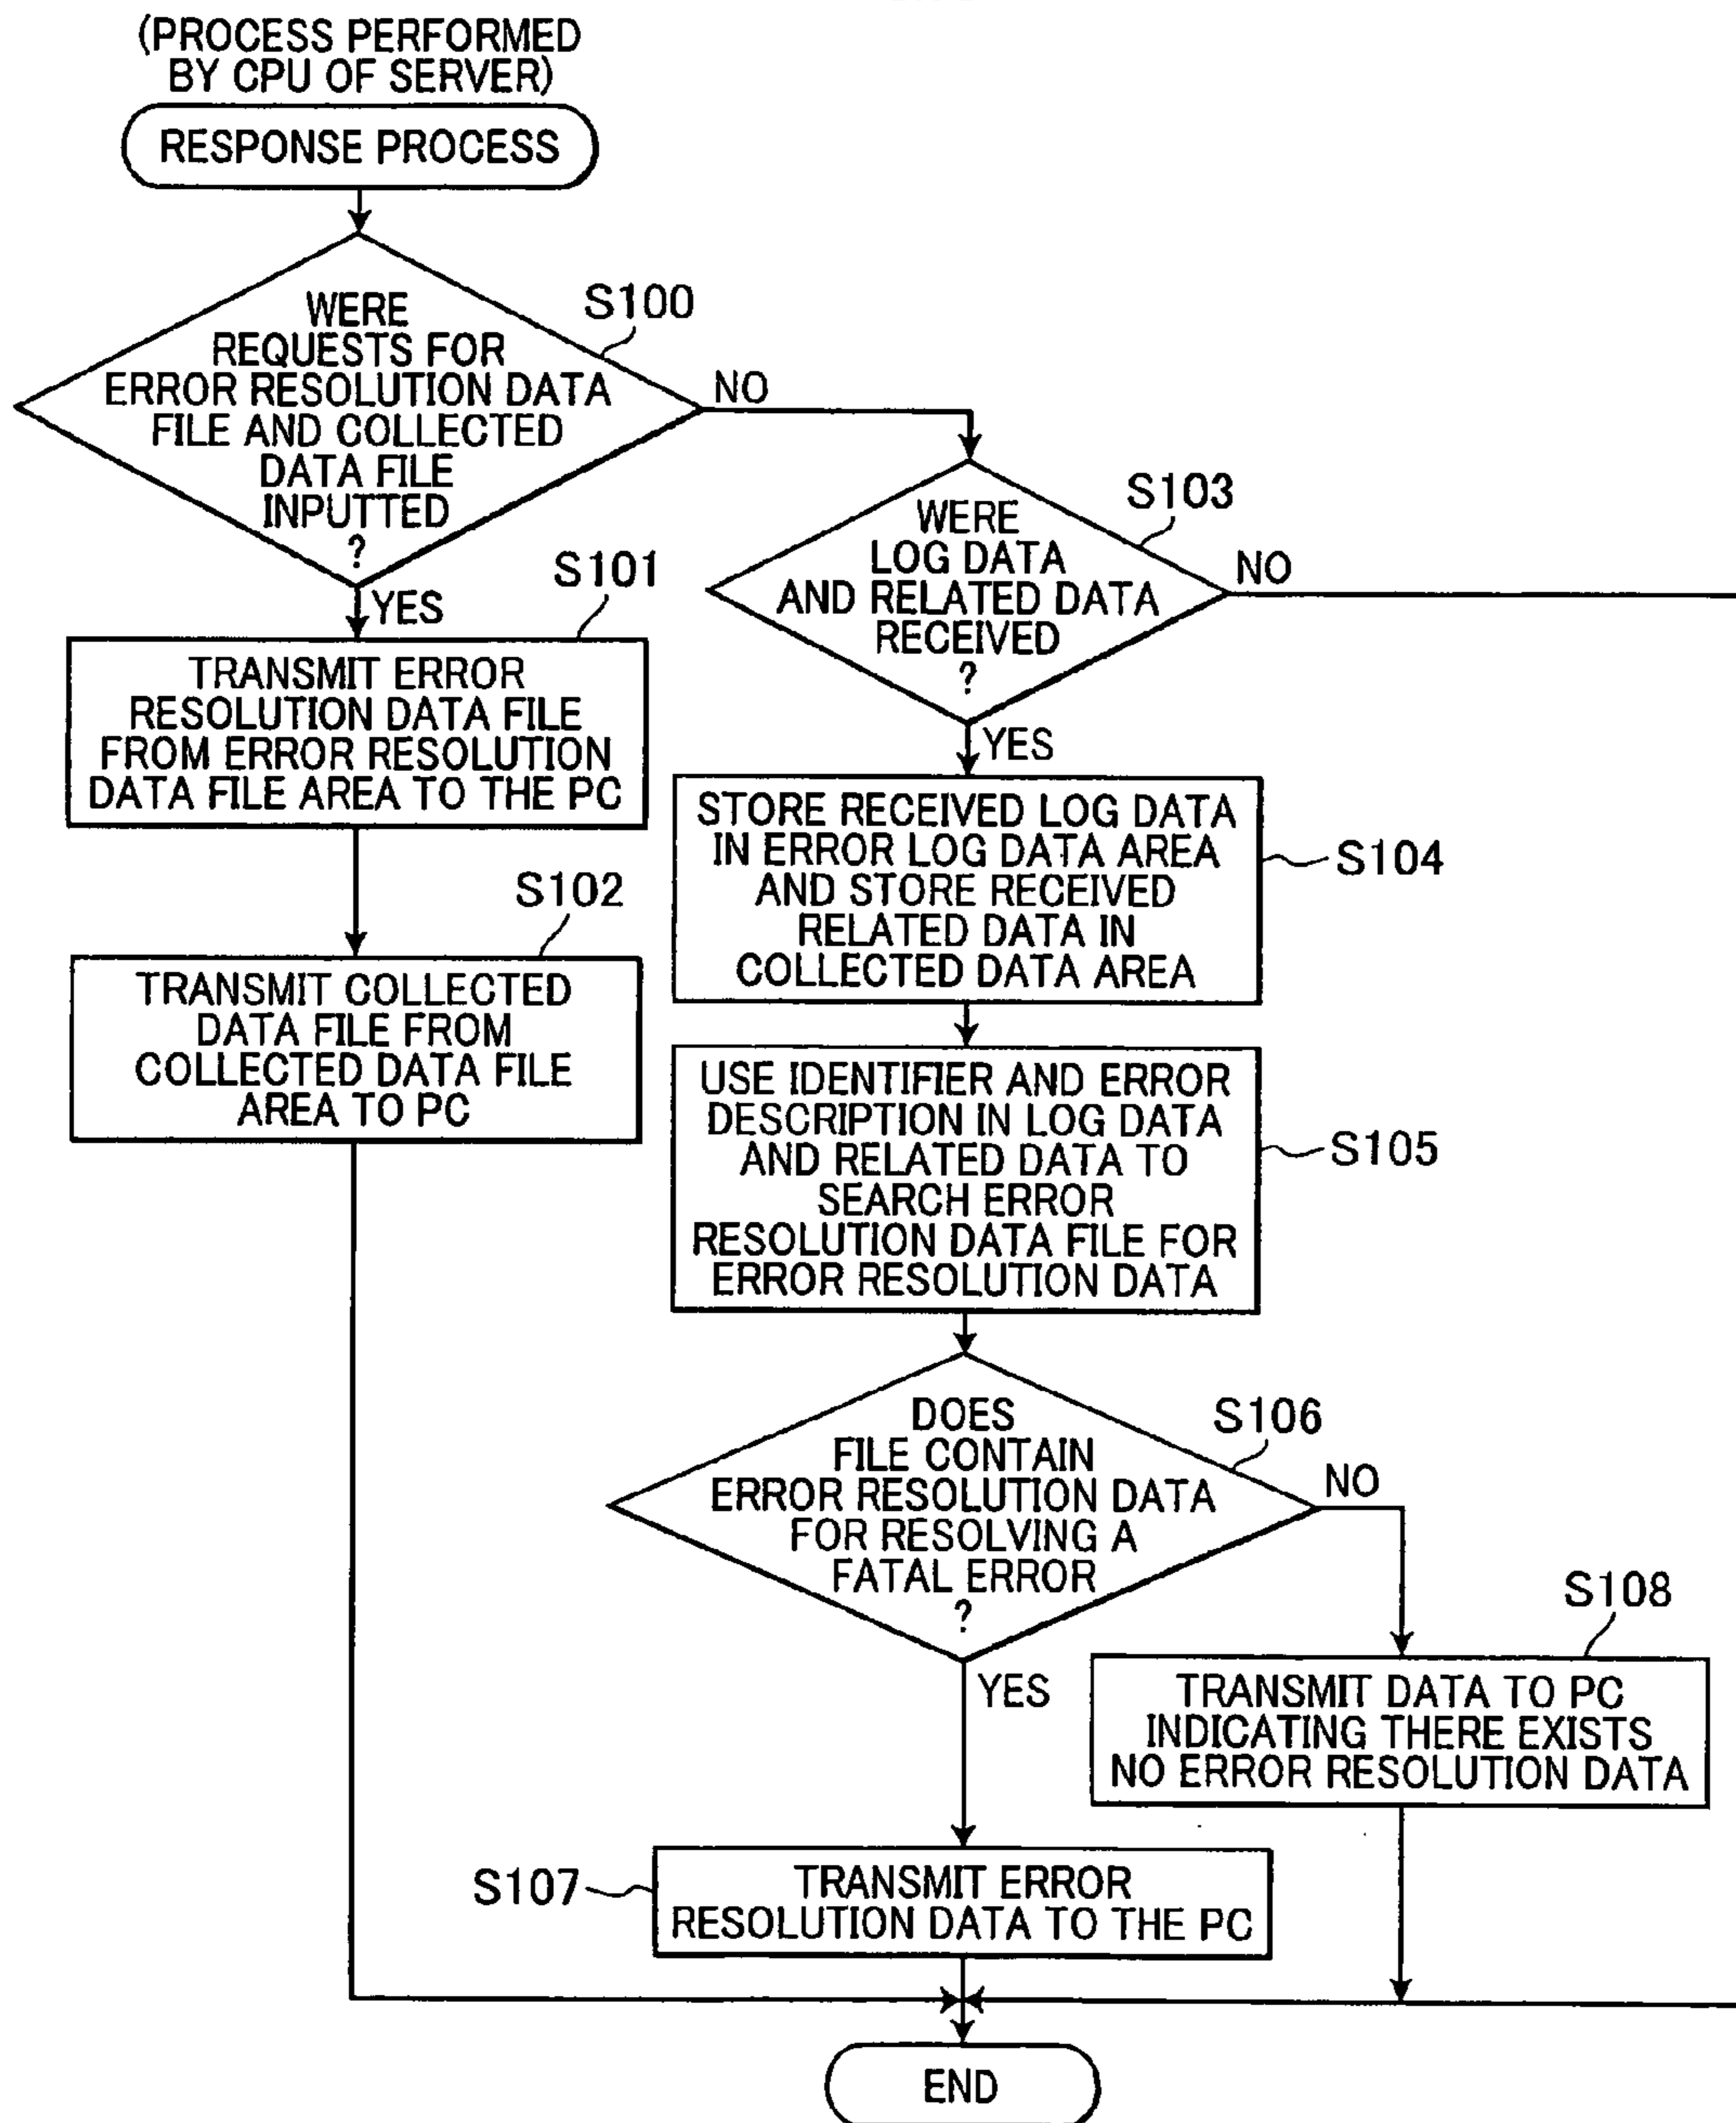 (PROCESS PERFORMED
BY CPU OF SERVER)
RESPONSE PROCESS
S100
WERE
REQUESTS FOR
ERROR RESOLUTION DATA
FILE AND COLLECTED
DATA FILE
INPUTTED
?
NO
YES
S101
TRANSMIT ERROR
RESOLUTION DATA FILE
FROM ERROR RESOLUTION
DATA FILE AREA TO THE PC
S102
TRANSMIT COLLECTED
DATA FILE FROM
COLLECTED DATA FILE
AREA TO PC
S103
WERE
LOG DATA
AND RELATED DATA
RECEIVED
?
NO
YES
STORE RECEIVED LOG DATA
IN ERROR LOG DATA AREA
AND STORE RECEIVED
RELATED DATA IN
COLLECTED DATA AREA
S104
USE IDENTIFIER AND ERROR
DESCRIPTION IN LOG DATA
AND RELATED DATA TO
SEARCH ERROR
RESOLUTION DATA FILE FOR
ERROR RESOLUTION DATA
S105
DOES
FILE CONTAIN
ERROR RESOLUTION DATA
FOR RESOLVING A
FATAL ERROR
?
S106
NO
YES
S108
TRANSMIT DATA TO PC
INDICATING THERE EXISTS
NO ERROR RESOLUTION DATA
S107
TRANSMIT ERROR
RESOLUTION DATA TO THE PC
END